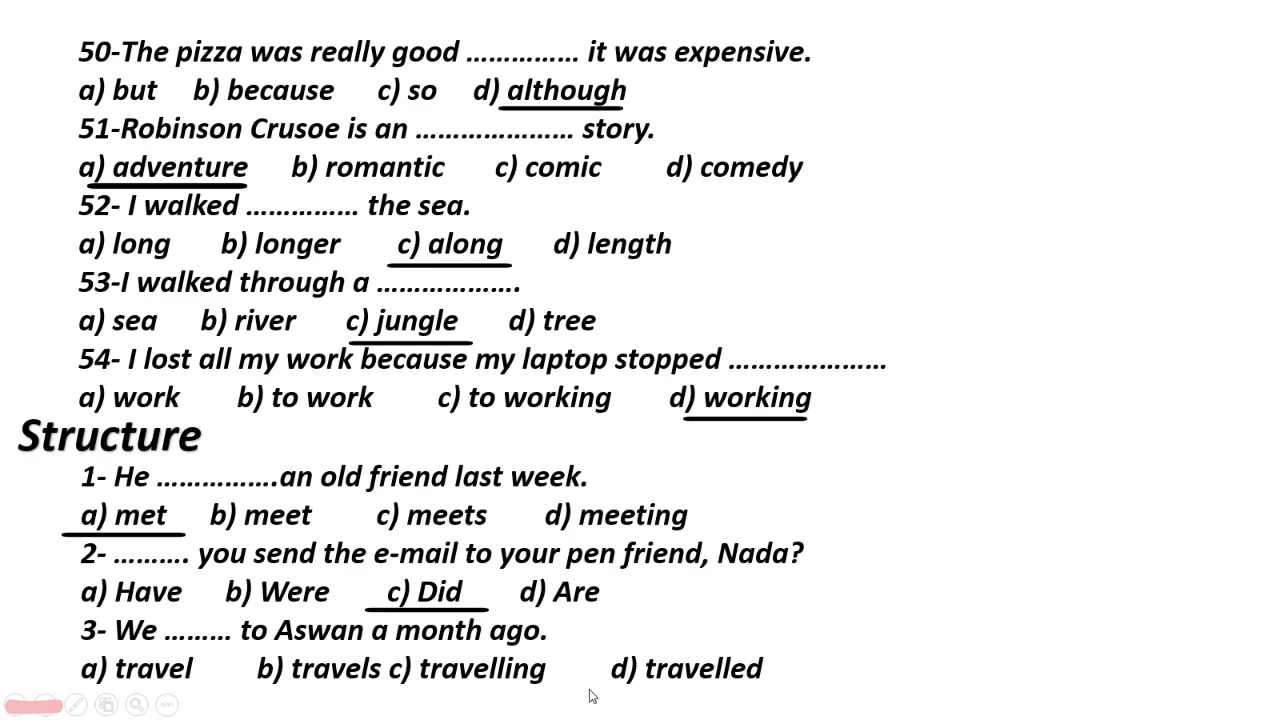 50-The pizza was really good …………… it was expensive.
a) but b) because c) so d) although
51-Robinson Crusoe is an ………………… story.
a) adventure b) romantic c) comic d) comedy
52- I walked …………… the sea.
a) long b) longer c) along d) length
53-I walked through a ……………….
a) sea b) river c) jungle d) tree
54- I lost all my work because my laptop stopped …………………
a) work b) to work c) to working d) working
Structure
1- He …………….an old friend last week.
a) met b) meet c) meets d) meeting
2- ………. you send the e-mail to your pen friend, Nada?
a) Have b) Were c) Did d) Are
3- We ……… to Aswan a month ago.
a) travel b) travels c) travelling d) travelled